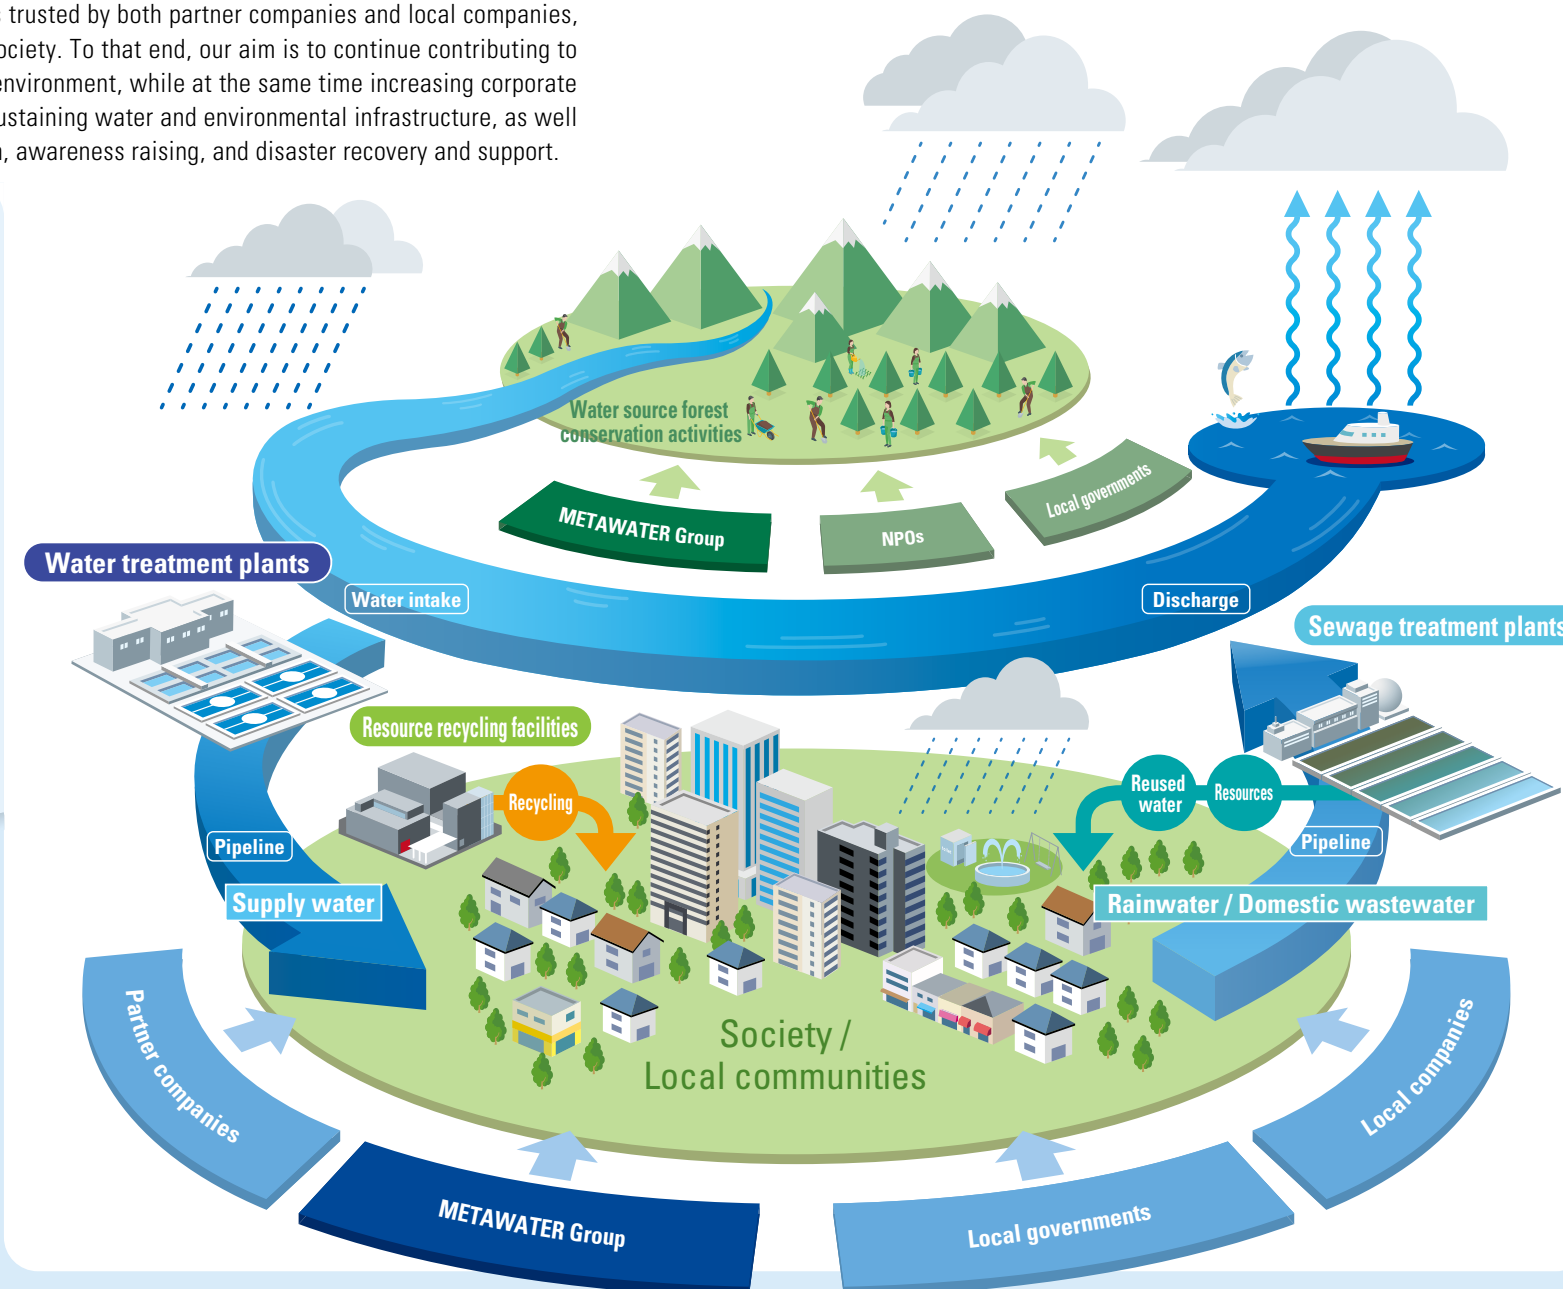 trusted by both partner companies and local companies,
ociety. To that end, our aim is to continue contributing to
environment, while at the same time increasing corporate
ustaining water and environmental infrastructure, as well
, awareness raising, and disaster recovery and support.
Water source forest
conservation activities
METAWATER Group
NPOs
Local governments
Water treatment plants
Water intake
Discharge
Sewage treatment plants
Resource recycling facilities
Recycling
Reused
water
Resources
Pipeline
Pipeline
Supply water
Rainwater / Domestic wastewater
Society /
Local communities
Partner companies
METAWATER Group
Local governments
Local companies